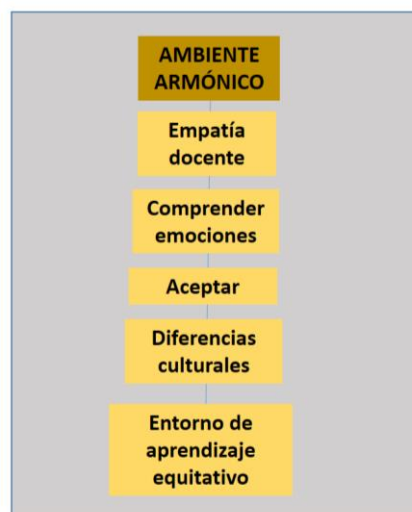 AMBIENTE
ARMÓNICO
Empatía
docente
Comprender
emociones
Aceptar
Diferencias
culturales
Entorno de
aprendizaje
equitativo